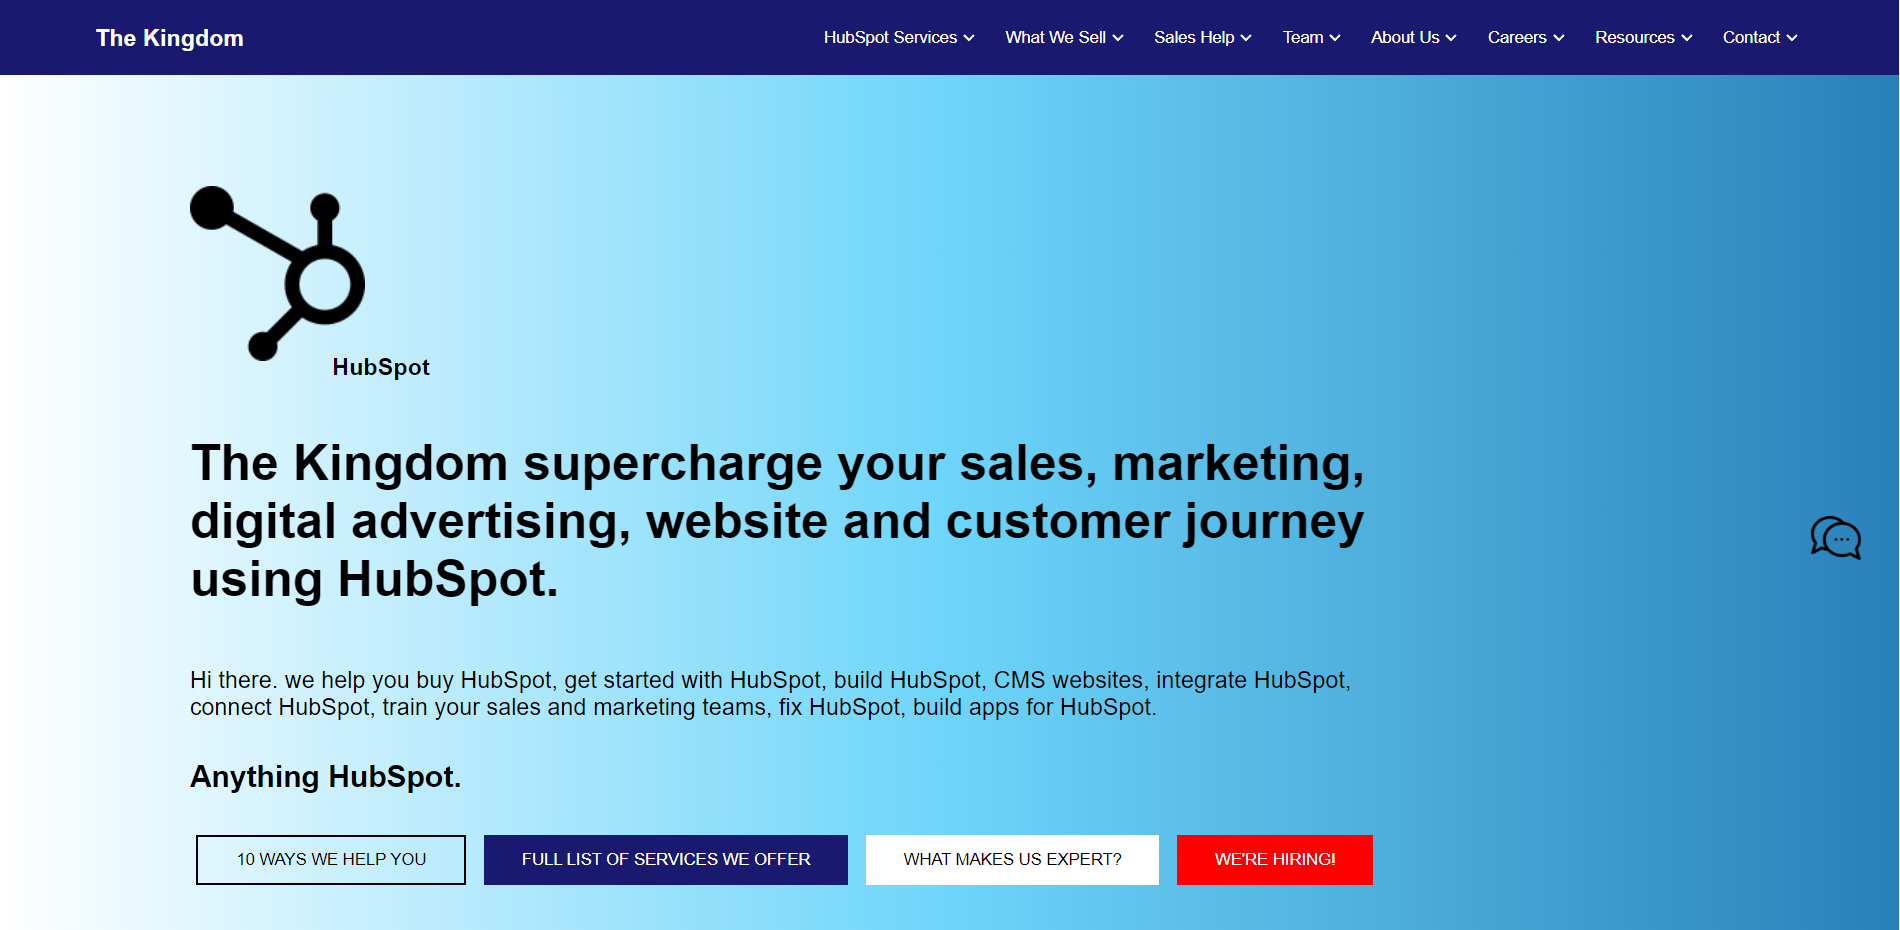 The Kingdom
HubSpot Services
What We Sell
Sales Help
Team
About Us
Careers
Resources
Contact
HubSpot
The Kingdom supercharge your sales, marketing,
digital advertising, website and customer journey
using HubSpot.
Hi there. we help you buy HubSpot, get started with HubSpot, build HubSpot, CMS websites, integrate HubSpot,
connect HubSpot, train your sales and marketing teams, fix HubSpot, build apps for HubSpot.
Anything HubSpot.
10 WAYS WE HELP YOU
FULL LIST OF SERVICES WE OFFER
WHAT MAKES US EXPERT?
WE'RE HIRING!